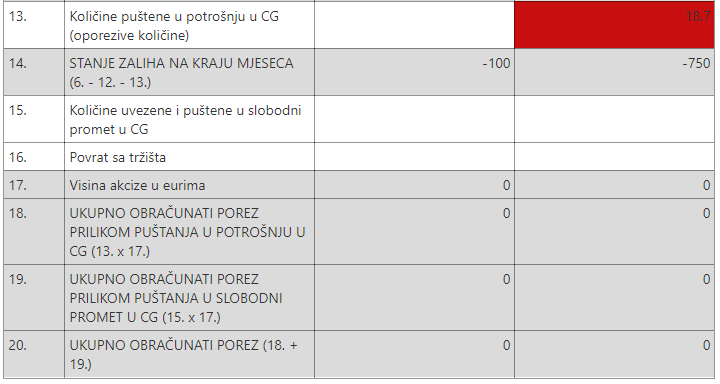 13. Količine puštene u potrošnju u CG 18.7
(oporezive količine)
14. STANJE ZALIHA NA KRAJU MJESECA -100 -750
(6. - 12. - 13.)
15. Količine uvezene i puštene u slobodni
promet u CG
16. Povrat sa tržišta
17. Visina akcize u eurima 0 0
18. UKUPNO OBRAČUNATI POREZ 0 0
PRILIKOM PUŠTANJA U POTROŠNJU U
CG (13. x 17.)
19. UKUPNO OBRAČUNATI POREZ 0 0
PRILIKOM PUŠTANJA U SLOBODNI
PROMET U CG (15. x 17.)
20. UKUPNO OBRAČUNATI POREZ (18. + 0 0
19.)